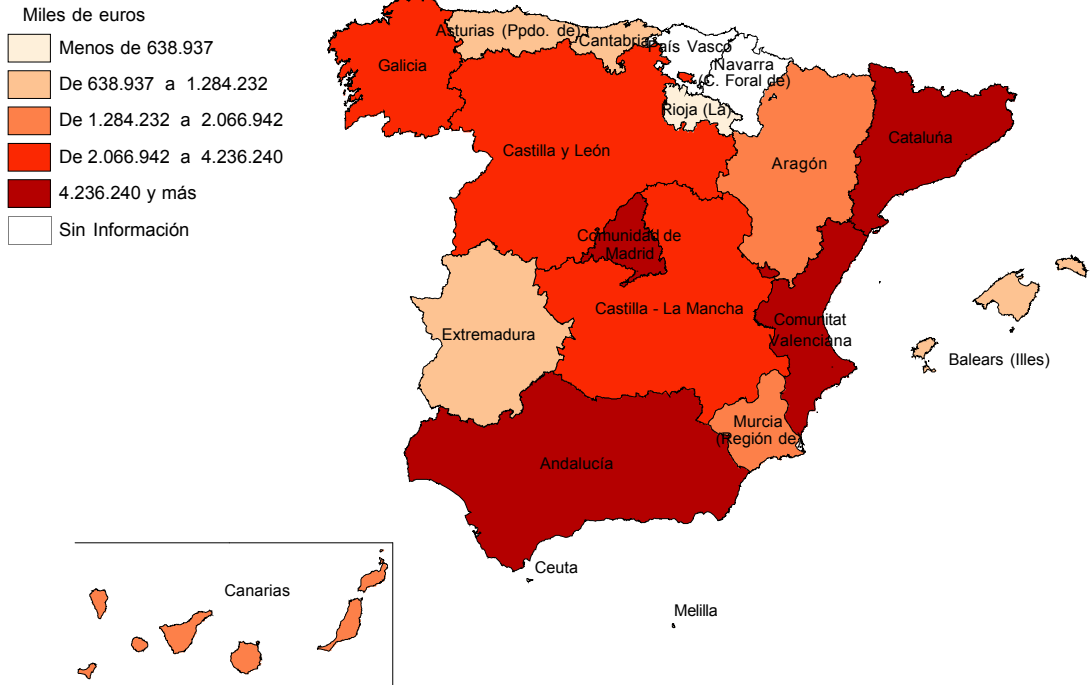 Miles de euros
Menos de 638.937
De 638.937 a 1.284.232
De 1.284.232 a 2.066.942
De 2.066.942 a 4.236.240
4.236.240 y más
Sin Información
Asturias (Ppdo. de)
Cantabrias
País Vasco
Navarra
(C. Foral de)
Galicia
Rioja (La)
Castilla y León
Aragón
Cataluña
Comunidad de
Madrid
Castilla - La Mancha
Comunitat
Valenciana
Extremadura
Balears (Illes)
Murcia
(Región de)
Andalucía
Ceuta
Canarias
Melilla